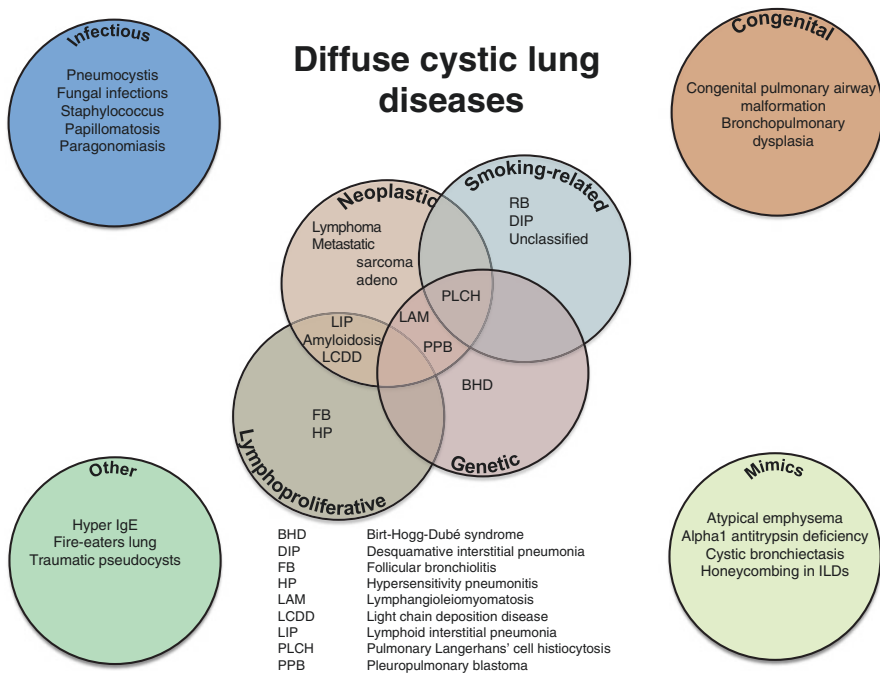 Diffuse cystic lung
diseases
Infectious
Pneumocystis
Fungal infections
Staphylococcus
Papillomatosis
Paragonomiasis
Congenital
Congenital pulmonary airway
malformation
Bronchopulmonary
dysplasia
Neoplastic
Lymphoma
Metastatic
sarcoma
adeno
Smoking-related
RB
DIP
Unclassified
PLCH
LAM
PPB
LIP
Amyloidosis
LCDD
BHD
Genetic
FB
HP
Lymphoproliferative
Other
Hyper IgE
Fire-eaters lung
Traumatic pseudocysts
Mimics
Atypical emphysema
Alpha1 antitrypsin deficiency
Cystic bronchiectasis
Honeycombing in ILDs
BHD Birt-Hogg-Dubé syndrome
DIP Desquamative interstitial pneumonia
FB Follicular bronchiolitis
HP Hypersensitivity pneumonitis
LAM Lymphangioleiomyomatosis
LCDD Light chain deposition disease
LIP Lymphoid interstitial pneumonia
PLCH Pulmonary Langerhans' cell histiocytosis
PPB Pleuropulmonary blastoma